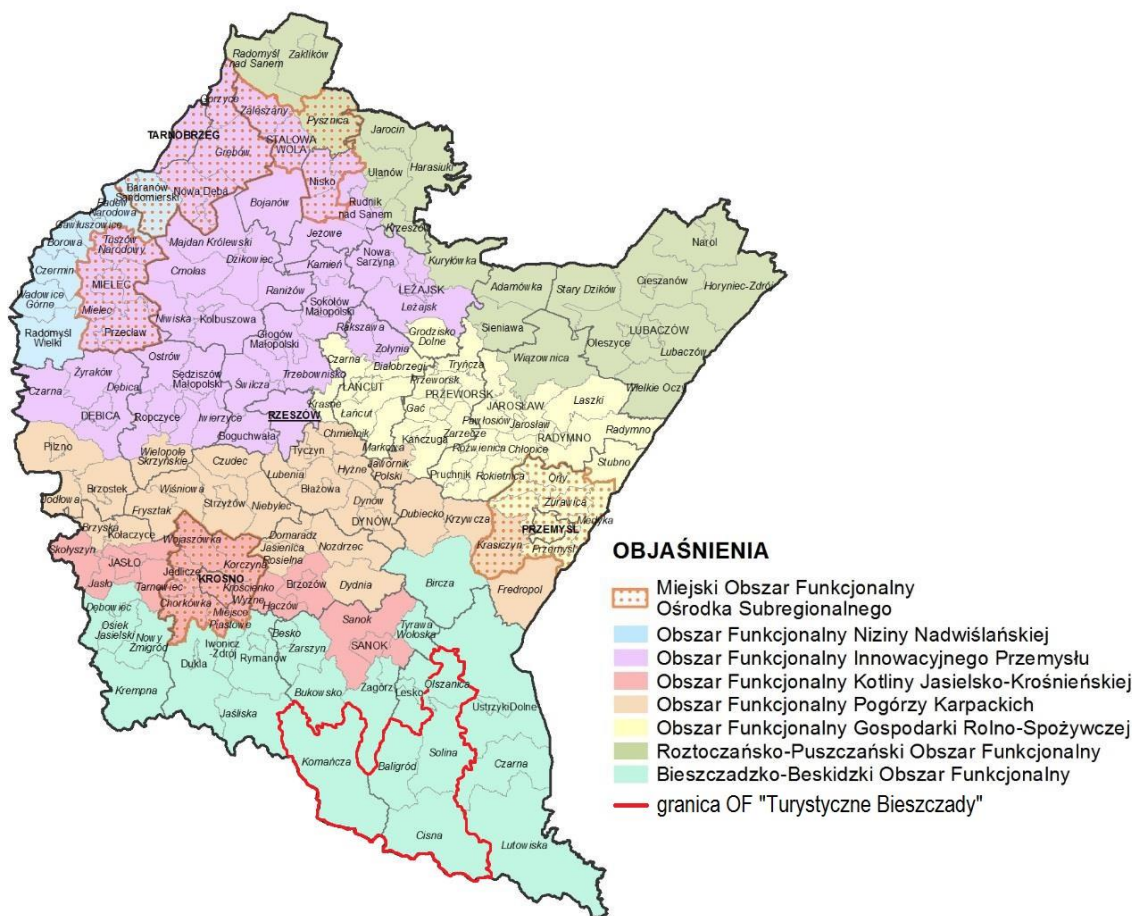 Radomyśl
nad Sanem
Zaklików
Gorzyce
Zaleszany
Pysznica
TARNOBRZEG
STALOWA
WOLA
Jarocin
Grębów
Harasiuki
Ulanów
Nisko
Baranów
Sandomierski
Nowa Dęba
Rudnik
nad Sanem
Padew
Narodowa
Bojanów
Gawłuszowice
Jeżowe
Krzeszów
Borowa
Tuszów
Narodowy
Majdan Królewski
Dzikowiec
Nowa
Sarzyna
Kuryłówka
Narol
Czermin
Cmolas
Kamień
Cieszanów
Horyniec-Zdrój
MIELEC
Raniżów
LEŻAJSK
Leżajsk
Adamówka
Stary Dzików
Wadowice
Górne
Mielec
Niwiska
Kolbuszowa
Sokołów
Małopolski
Sieniawa
LUBACZÓW
Oleszyce
Lubaczów
Radomyśl
Wielki
Przecław
Głogów
Małopolski
Rakszawa
Grodzisko
Dolne
Żołynia
Wiązownica
Ostrów
Czarna
Białobrzegi
Tryńcza
Wielkie Oczy
Żyraków
Sędziszów
Małopolski
Świlcza
Trzebownisko
Przeworsk
Czarna
Dębica
ŁAŃCUT
PRZEWORSK
Laszki
Krasne
Łańcut
Gać
JAROSŁAW
DĘBICA
Ropczyce
Iwierzyce
RZESZÓW
Pawłosiów
Jarosław
RADYMNO
Radymno
Boguchwała
Chmielnik
Markowa
Kańczuga
Zarzecze
Roźwienica
Chłopice
Stubno
Pilzno
Wielopole
Skrzyńskie
Czudec
Tyczyn
Hyżne
Jawornik
Polski
Pruchnik
Rokietnica
Orły
Lubenia
Brzostek
Wiśniowa
Błażowa
Dynów
Żurawica
Jodłowa
Strzyżów
Niebylec
DYNÓW
Dubiecko
Krzywcza
Medyka
Frysztak
PRZEMYŚL
Brzyska
Kołaczyce
Wojaszówka
Domaradz
Krasiczyn
Przemyśl
Skołyszyn
JASŁO
Jedlicze
Jasienica
Rosielna
Nozdrzec
Korczyna
KROSNO
Brzozów
Dydnia
Bircza
Fredropol
Jasło
Tarnowiec
Krościenko
Wyżne
Haczów
Chorkówka
Miejsce
Piastowe
Sanok
Dębowiec
Osiek
Jasielski
Nowy
Żmigród
Iwonicz
-Zdrój
Besko
Zarszyn
Tyrawa
Wołoska
SANOK
Dukla
Rymanów
Zagórz
Lesko
Olszanica
Krempna
Bukowsko
UstrzykiDolne
Jaśliska
Komańcza
Baligród
Solina
Czarna
Cisna
Lutowiska
OBJAŚNIENIA
Miejski Obszar Funkcjonalny
Ośrodka Subregionalnego
Obszar Funkcjonalny Niziny Nadwiślańskiej
Obszar Funkcjonalny Innowacyjnego Przemysłu
Obszar Funkcjonalny Kotliny Jasielsko-Krośnieńskiej
Obszar Funkcjonalny Pogórzy Karpackich
Obszar Funkcjonalny Gospodarki Rolno-Spożywczej
Roztoczańsko-Puszczański Obszar Funkcjonalny
Bieszczadzko-Beskidzki Obszar Funkcjonalny
granica OF "Turystyczne Bieszczady"